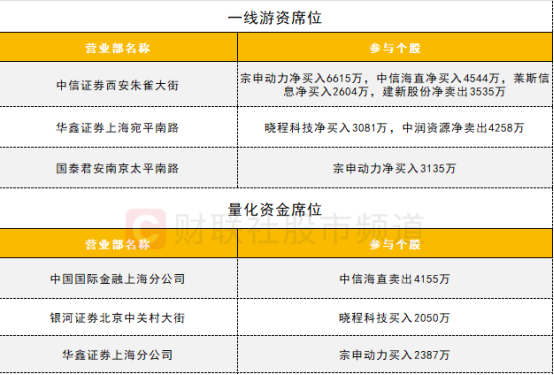 一线游资席位
营业部名称 参与个股
中信证券西安朱雀大街 宗申动力净买入6615万，中信海直净买入4544万，莱斯信
息净买入2604万，建新股份净卖出3535万
华鑫证券上海宛平南路 晓程科技净买入3081万，中润资源净卖出4258万
国泰君安南京太平南路 宗申动力净买入3135万
量化资金席位
财联社股市频道
营业部名称 参与个股
中国国际金融上海分公司 中信海直卖出4155万
银河证券北京中关村大街 晓程科技买入2050万
华鑫证券上海分公司 宗申动力买入2387万